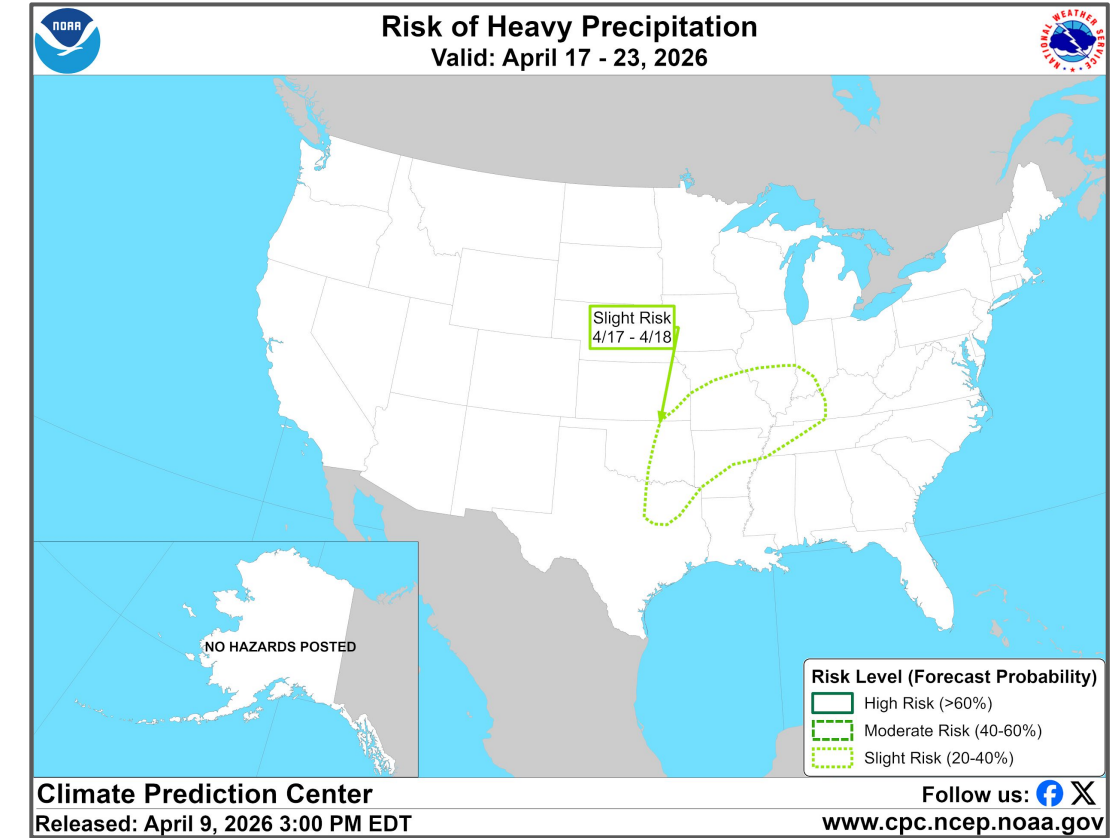 NOAA
Risk of Heavy Precipitation
Valid: April 17 - 23, 2026
NATIONAL WEATHER SERVICE
Slight Risk
4/17 - 4/18
NO HAZARDS POSTED
Risk Level (Forecast Probability)
High Risk (>60%)
Moderate Risk (40-60%)
Slight Risk (20-40%)
Climate Prediction Center
Follow us:
Released: April 9, 2026 3:00 PM EDT
www.cpc.ncep.noaa.gov